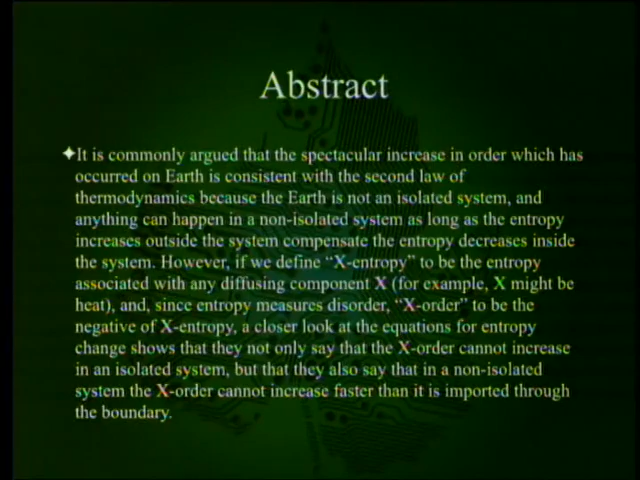 Abstract
✦It is commonly argued that the spectacular increase in order which has
occurred on Earth is consistent with the second law of
thermodynamics because the Earth is not an isolated system, and
anything can happen in a non-isolated system as long as the entropy
increases outside the system compensate the entropy decreases inside
the system. However, if we define “X-entropy” to be the entropy
associated with any diffusing component X (for example, X might be
heat), and, since entropy measures disorder, “X-order” to be the
negative of X-entropy, a closer look at the equations for entropy
change shows that they not only say that the X-order cannot increase
in an isolated system, but that they also say that in a non-isolated
system the X-order cannot increase faster than it is imported through
the boundary.